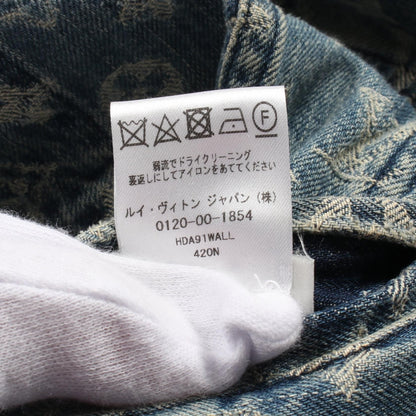 F
弱流でドライクリーニング
裏返しにしてアイロンをあててください
ルイ・ヴィトン ジャパン (株)
0120-00-1854
HDA91WALL
420N